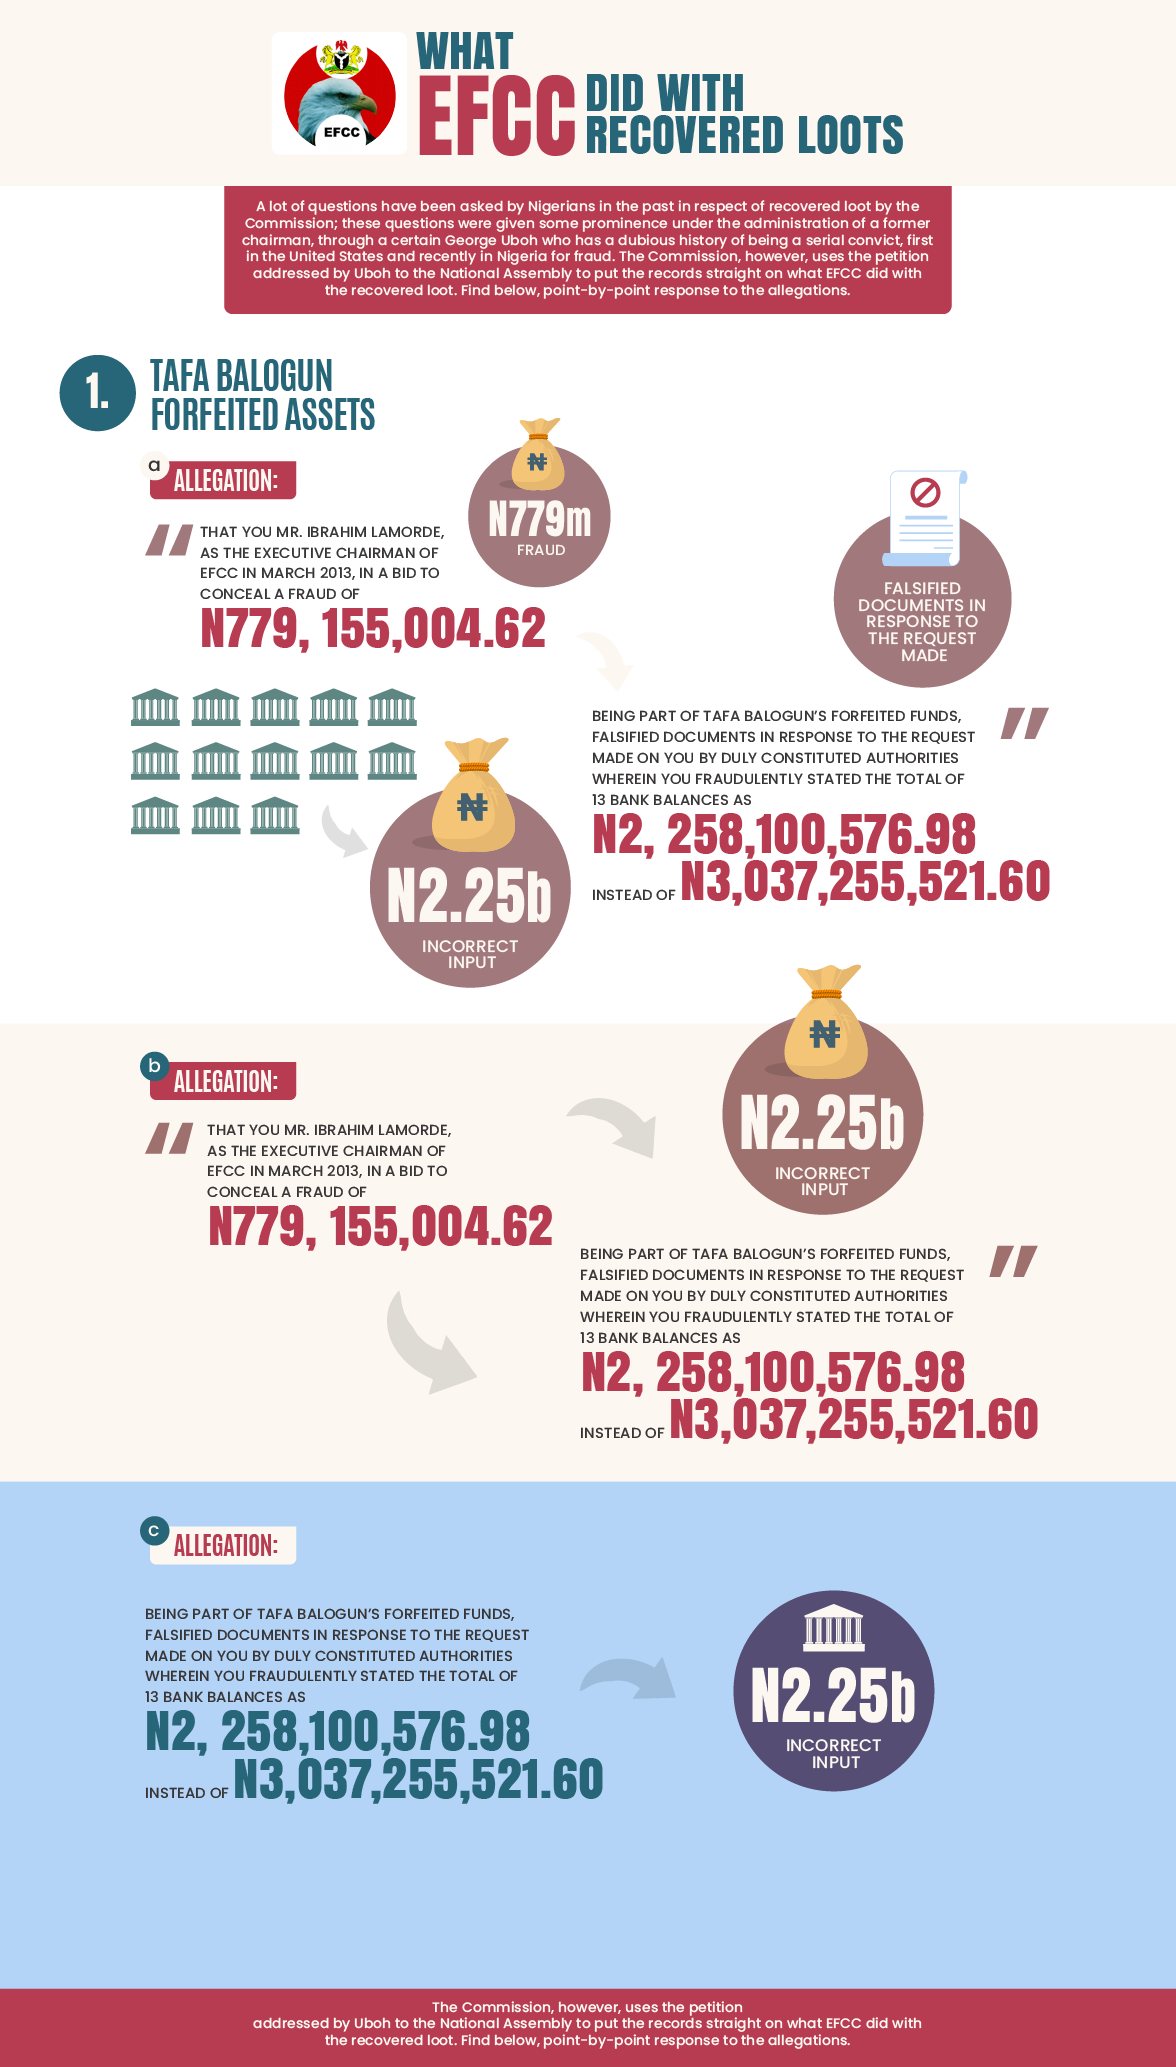 EFCC
WHAT
EFCC DID WITH
RECOVERED LOOTS
A lot of questions have been asked by Nigerians in the past in respect of recovered loot by the
Commission; these questions were given some prominence under the administration of a former
chairman, through a certain George Uboh who has a dubious history of being a serial convict, first
in the United States and recently in Nigeria for fraud. The Commission, however, uses the petition
addressed by Uboh to the National Assembly to put the records straight on what EFCC did with
the recovered loot. Find below, point-by-point response to the allegations.
1.
TAFA BALOGUN
FORFEITED ASSETS
a
ALLEGATION:
THAT YOU MR. IBRAHIM LAMORDE,
AS THE EXECUTIVE CHAIRMAN OF
EFCC IN MARCH 2013, IN A BID TO
CONCEAL A FRAUD OF
N779, 155,004.62
₦
N779m
FRAUD
FALSIFIED
DOCUMENTS IN
RESPONSE TO
THE REQUEST
MADE
₦
N2.25b
INCORRECT
INPUT
BEING PART OF TAFA BALOGUN’S FORFEITED FUNDS,
FALSIFIED DOCUMENTS IN RESPONSE TO THE REQUEST
MADE ON YOU BY DULY CONSTITUTED AUTHORITIES
WHEREIN YOU FRAUDULENTLY STATED THE TOTAL OF
13 BANK BALANCES AS
N2, 258,100,576.98
INSTEAD OF N3,037,255,521.60
b
ALLEGATION:
THAT YOU MR. IBRAHIM LAMORDE,
AS THE EXECUTIVE CHAIRMAN OF
EFCC IN MARCH 2013, IN A BID TO
CONCEAL A FRAUD OF
N779, 155,004.62
₦
N2.25b
INCORRECT
INPUT
BEING PART OF TAFA BALOGUN’S FORFEITED FUNDS,
FALSIFIED DOCUMENTS IN RESPONSE TO THE REQUEST
MADE ON YOU BY DULY CONSTITUTED AUTHORITIES
WHEREIN YOU FRAUDULENTLY STATED THE TOTAL OF
13 BANK BALANCES AS
N2, 258,100,576.98
INSTEAD OF N3,037,255,521.60
c
ALLEGATION:
BEING PART OF TAFA BALOGUN’S FORFEITED FUNDS,
FALSIFIED DOCUMENTS IN RESPONSE TO THE REQUEST
MADE ON YOU BY DULY CONSTITUTED AUTHORITIES
WHEREIN YOU FRAUDULENTLY STATED THE TOTAL OF
13 BANK BALANCES AS
N2, 258,100,576.98
INSTEAD OF N3,037,255,521.60
N2.25b
INCORRECT
INPUT
The Commission, however, uses the petition
addressed by Uboh to the National Assembly to put the records straight on what EFCC did with
the recovered loot. Find below, point-by-point response to the allegations.